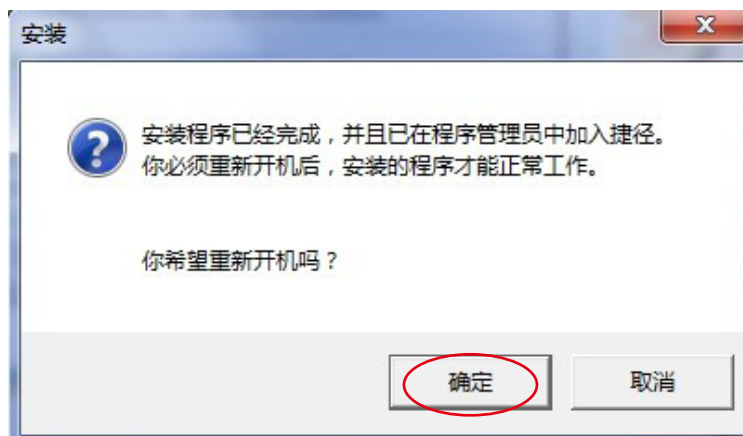 安装
安装程序已经完成，并且已在程序管理员中加入捷径。
你必须重新开机后，安装的程序才能正常工作。
你希望重新开机吗？
确定
取消